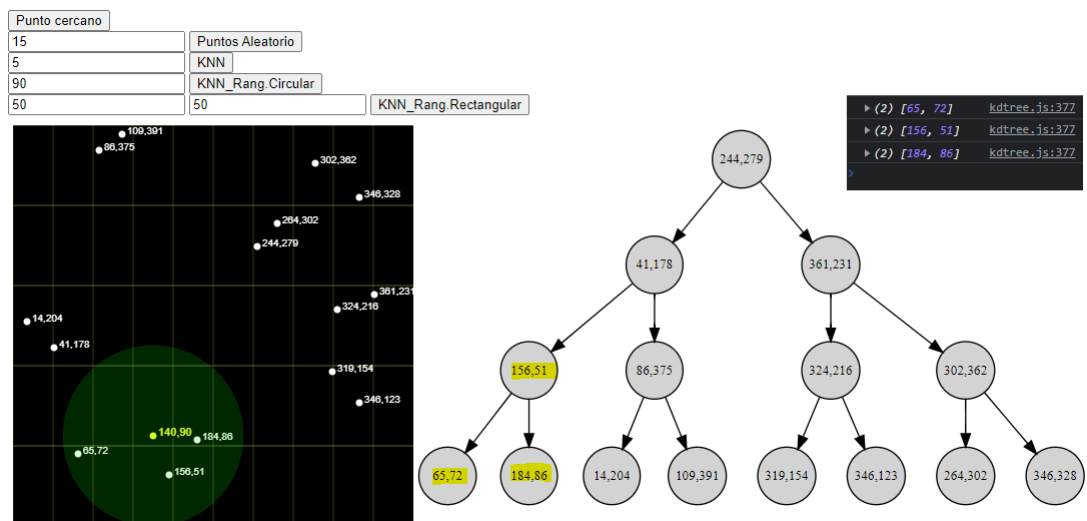 Punto cercano
15 Puntos Aleatorio
5 KNN
90 KNN_Rang.Circular
50 50 KNN_Rang.Rectangular
(2) [65, 72] kdtree.js:377
(2) [156, 51] kdtree.js:377
(2) [184, 86] kdtree.js:377
109,391
86,375
302,362
346,328
264,302
244,279
361,231
324,216
14,204
41,178
319,154
346,123
140,90
184,86
65,72
156,51
244,279
41,178 361,231
156,51 86,375 324,216 302,362
65,72 184,86 14,204 109,391 319,154 346,123 264,302 346,328